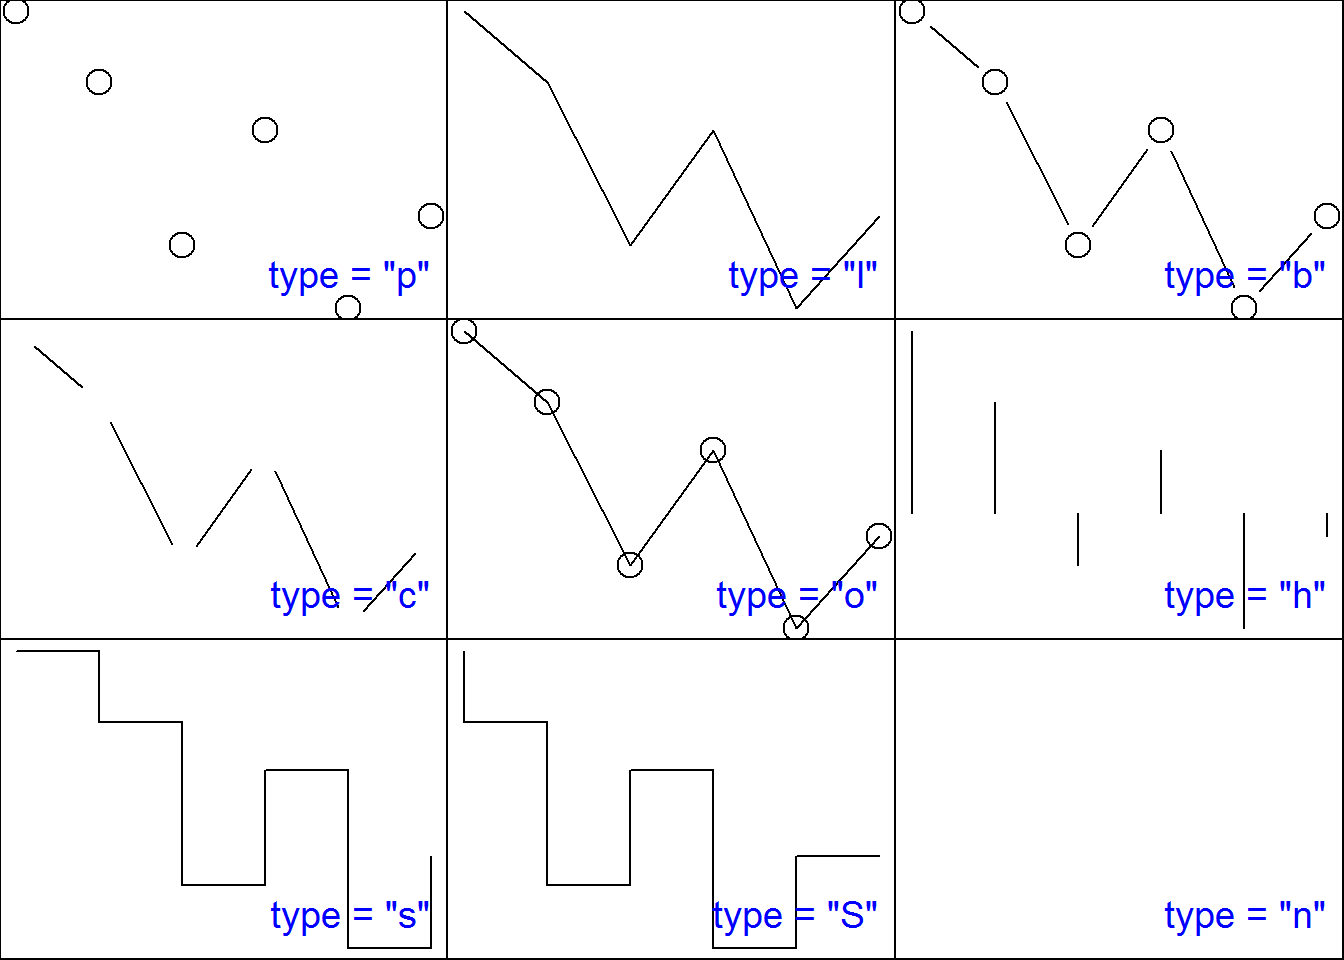 type = "p"
type = "l"
type = "b"
type = "c"
type = "o"
type = "h"
type = "s"
type = "S"
type = "n"